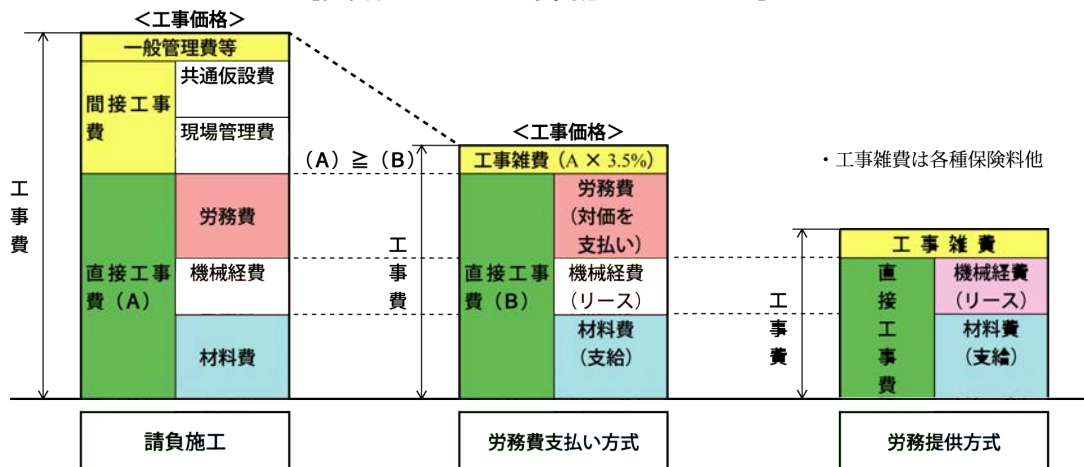 ＜工事価格＞
一般管理費等
間接工事
費
共通仮設費
現場管理費
工
事
費
直接工事
費（A）
労務費
機械経費
材料費
請負施工
（A）≧（B）
＜工事価格＞
工事雑費（A × 3.5%）
工
事
費
直接工事
費（B）
労務費
（対価を
支払い）
機械経費
（リース）
材料費
（支給）
労務費支払い方式
・工事雑費は各種保険料他
工事雑費
工
事
費
直
接
工
事
費
機械経費
（リース）
材料費
（支給）
労務提供方式